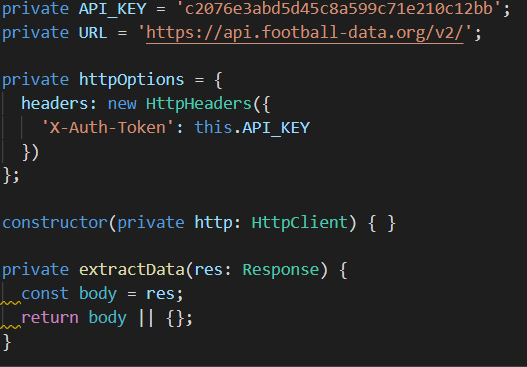 private API_KEY = 'c2076e3abd5d45c8a599c71e210c12bb';
private URL = 'https://api.football-data.org/v2/';
private httpOptions = {
headers: new HttpHeaders({
'X-Auth-Token': this.API_KEY
})
};
constructor(private http: HttpClient) { }
private extractData(res: Response) {
const body = res;
return body || {};
}